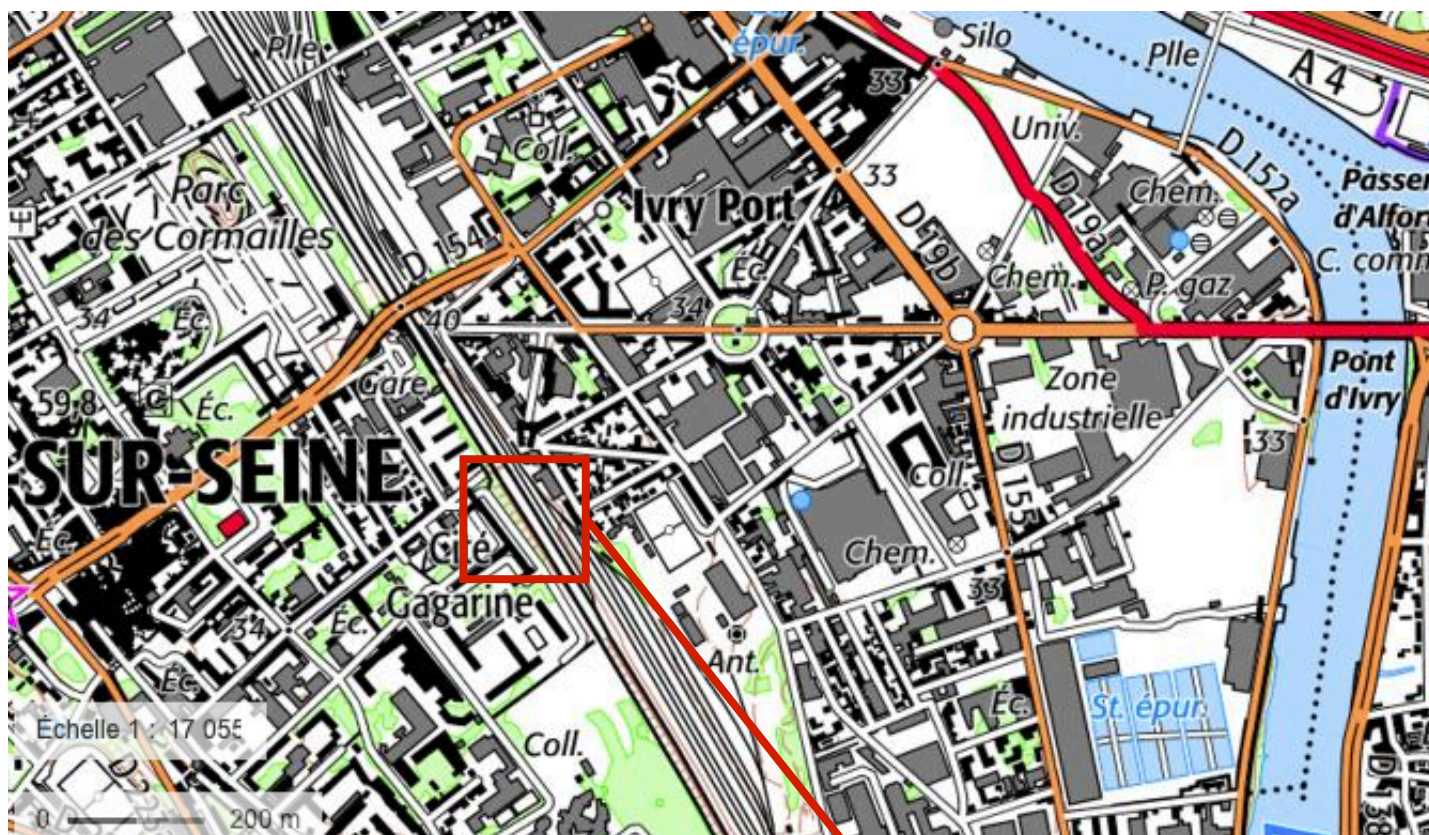 épur.
Silo
Plle
Plle
A 4
33
Univ.
Coll.
33
D 152a
Parc
des Cormailles
Ivry Port
Chem.
D 19a
D 19b
D 154
Éc.
Chem.
P. gaz
C. comm
34
Éc.
40
34
Gare
Zone
industrielle
Pont
d'Ivry
59,8
Éc.
33
SUR-SEINE
Coll.
D 155
Éc.
Cité
Gagarine
Chem.
33
34
Éc.
Ant.
Éc.
Éc.
St. épur.
Coll.
Échelle 1 : 17 055
0 200 m